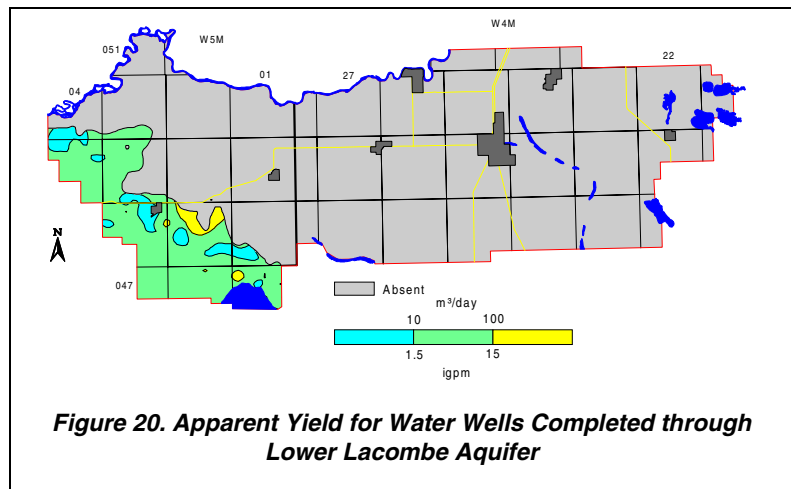 W4M
W5M
051
22
01
27
04
N
047
Absent
m³/day
10 100
1.5 15
igpm
Figure 20. Apparent Yield for Water Wells Completed through
Lower Lacombe Aquifer